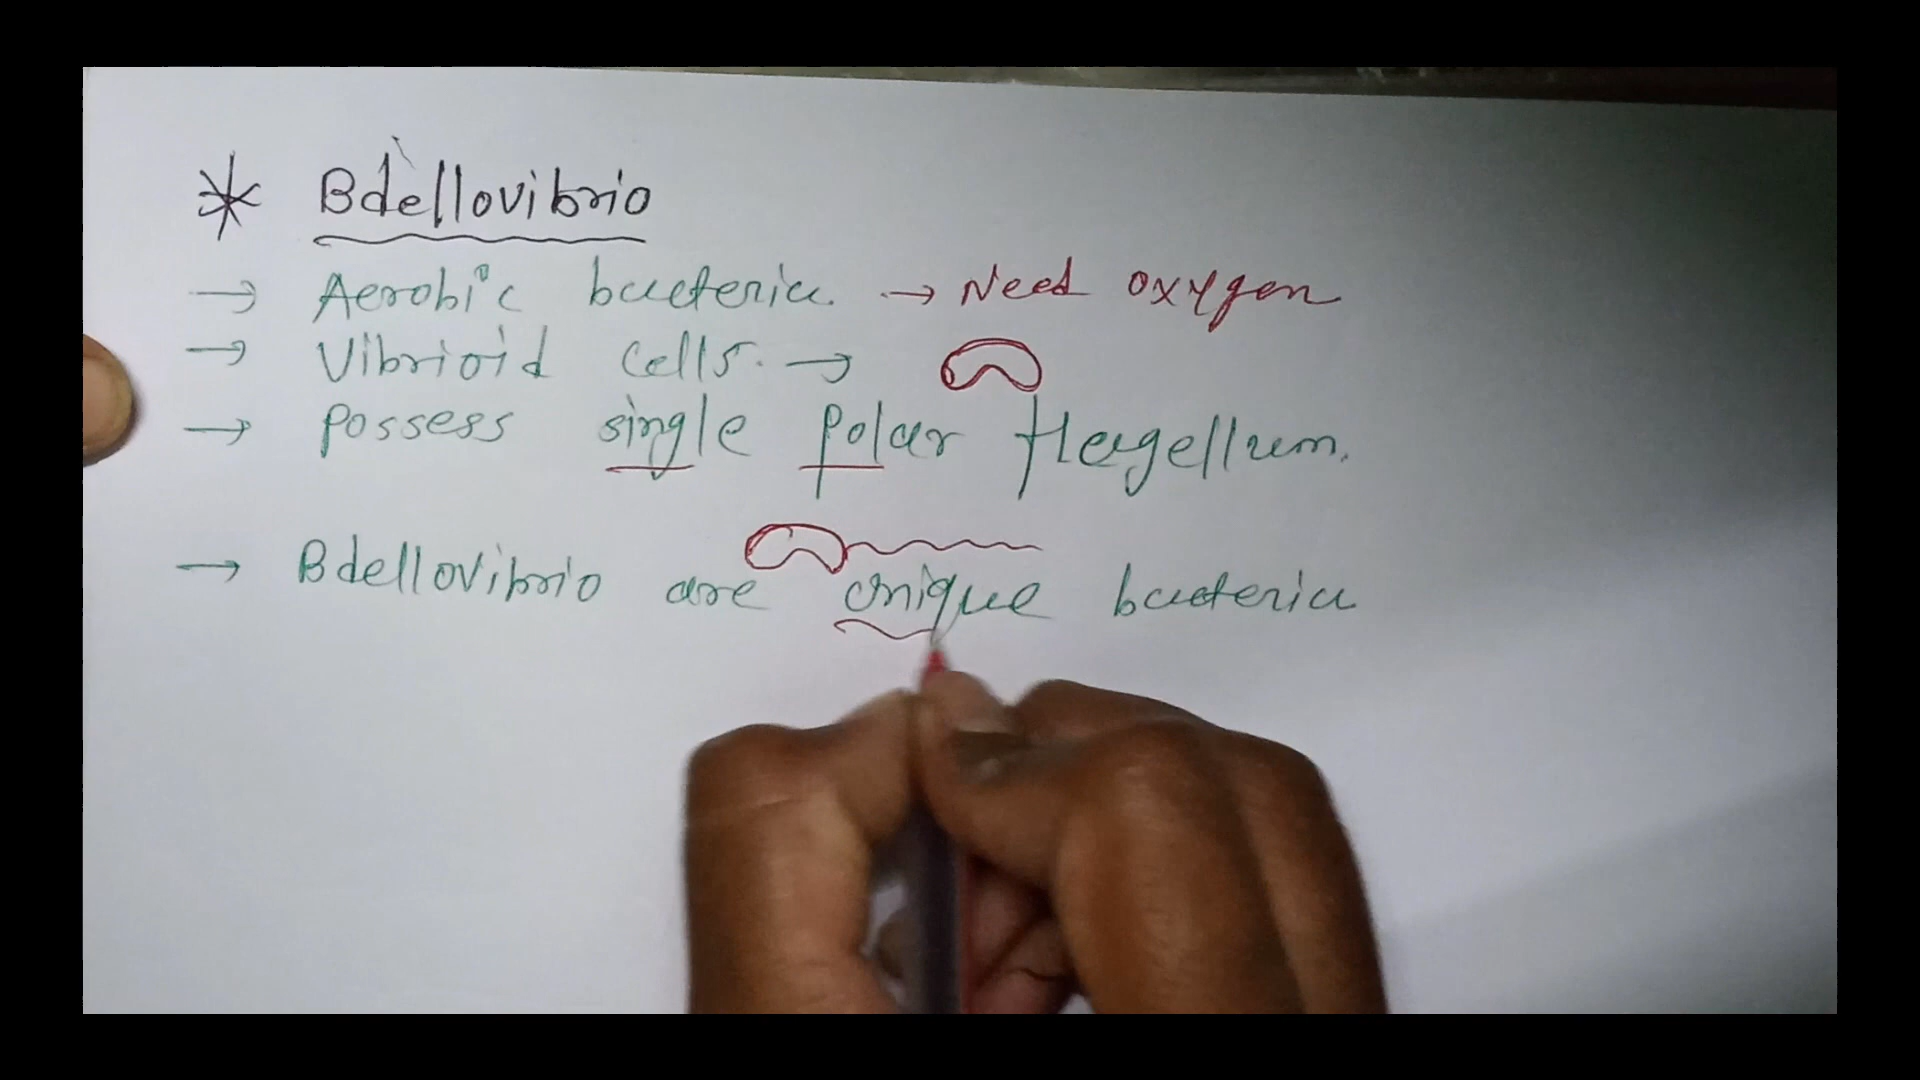 * Bdellovibrio
→ Aerobic bacteria. → Need oxygen
→ Vibrioid cells. →
→ Possess single polar flagellum.
→ Bdellovibrio are unique bacteria